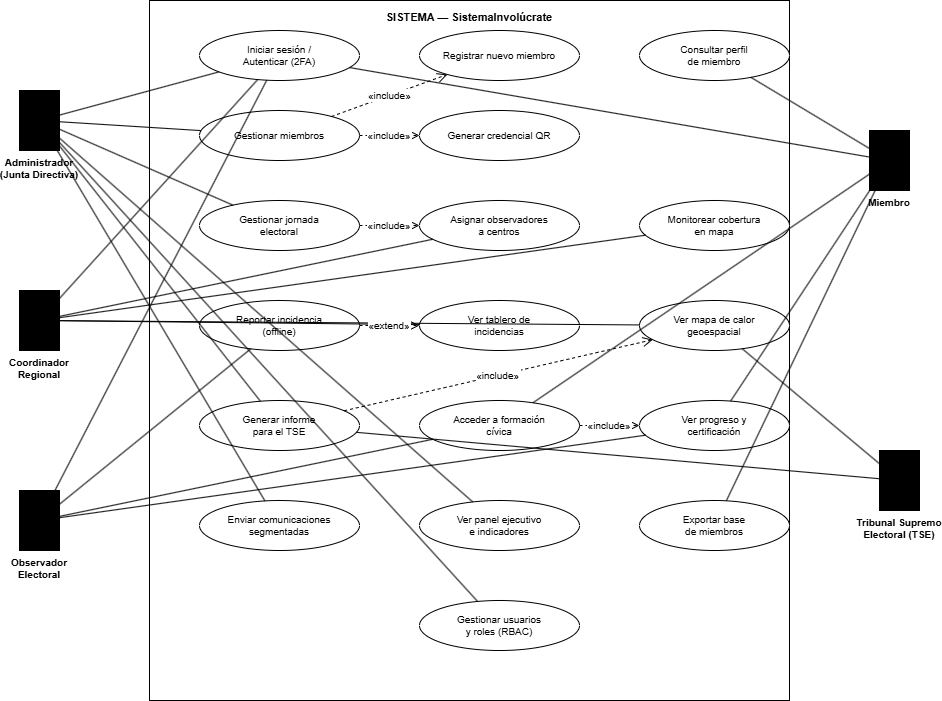 SISTEMA — SistemaInvolúcrate
Iniciar sesión /
Autenticar (2FA)
Registrar nuevo miembro
Consultar perfil
de miembro
«include»
Gestionar miembros
«include»
Generar credencial QR
Administrador
(Junta Directiva)
Miembro
Gestionar jornada
electoral
«include»
Asignar observadores
a centros
Monitorear cobertura
en mapa
Reportar incidencia
(offline)
«extend»
Ver tablero de
incidencias
Ver mapa de calor
geoespacial
Coordinador
Regional
«include»
Generar informe
para el TSE
Acceder a formación
cívica
«include»
Ver progreso y
certificación
Enviar comunicaciones
segmentadas
Ver panel ejecutivo
e indicadores
Exportar base
de miembros
Tribunal Supremo
Electoral (TSE)
Observador
Electoral
Gestionar usuarios
y roles (RBAC)